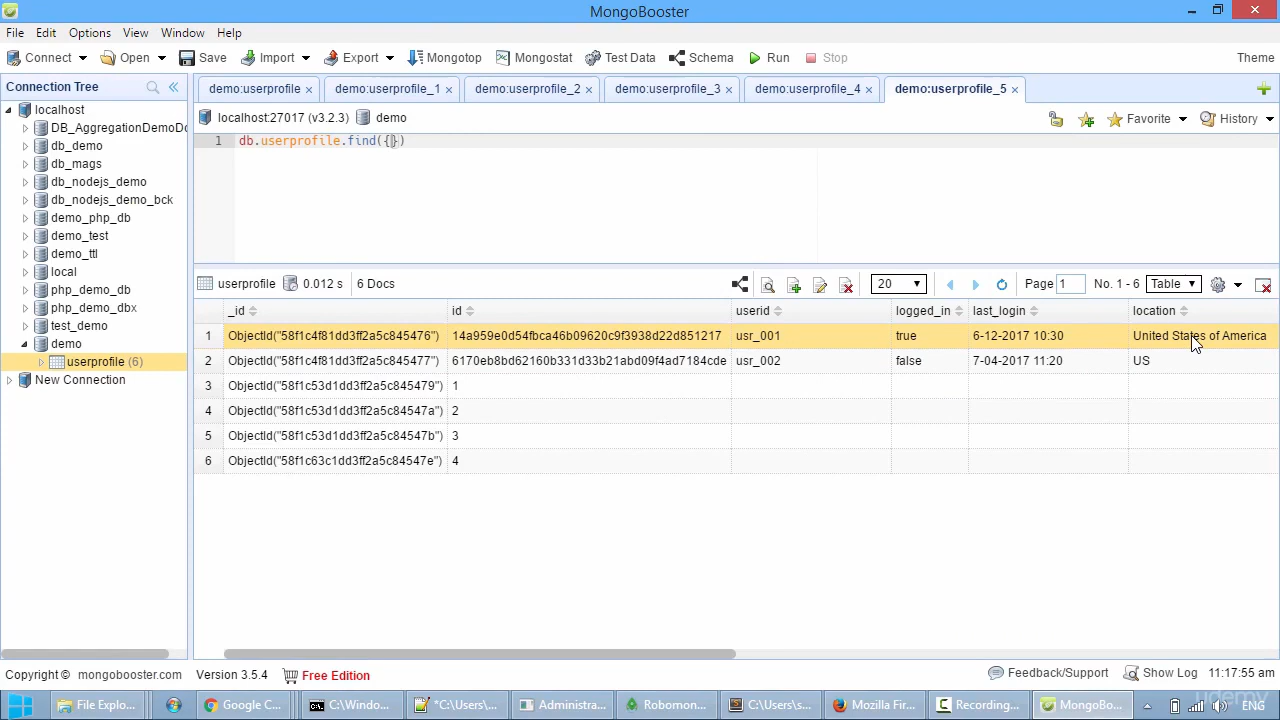 MongoBooster
File Edit Options View Window Help
Connect Open Save Import Export Mongotop Mongostat Test Data Schema Run Stop Theme
Connection Tree
localhost
DB_AggregationDemoDo
db_demo
db_mags
db_nodejs_demo
db_nodejs_demo_bck
demo_php_db
demo_test
demo_ttl
local
php_demo_db
php_demo_dbx
test_demo
demo
userprofile (6)
New Connection
demo:userprofile × demo:userprofile_1 × demo:userprofile_2 × demo:userprofile_3 × demo:userprofile_4 × demo:userprofile_5 ×
localhost:27017 (v3.2.3) demo Favorite History
1 db.userprofile.find({})
userprofile 0.012 s 6 Docs 20 Page 1 No. 1 - 6 Table
_id id userid logged_in last_login location
1 ObjectId("58f1c4f81dd3ff2a5c845476") 14a959e0d54fbca46b09620c9f3938d22d851217 usr_001 true 6-12-2017 10:30 United States of America
2 ObjectId("58f1c4f81dd3ff2a5c845477") 6170eb8cbd62160b331d33b21abd09f4ad7184cde usr_002 false 7-04-2017 11:20 US
3 ObjectId("58f1c53d1dd3ff2a5c845479") 1
4 ObjectId("58f1c53d1dd3ff2a5c84547a") 2
5 ObjectId("58f1c53d1dd3ff2a5c84547b") 3
6 ObjectId("58f1c63c1dd3ff2a5c84547e") 4
Copyright © mongobooster.com Version 3.5.4 Free Edition Feedback/Support Show Log 11:17:55 am
File Explo... Google C... C:\Windo... *C:\Users\... Administra... Robomon... C:\Users\s... Mozilla Fir... Recording... MongoBo... ENG
udemy